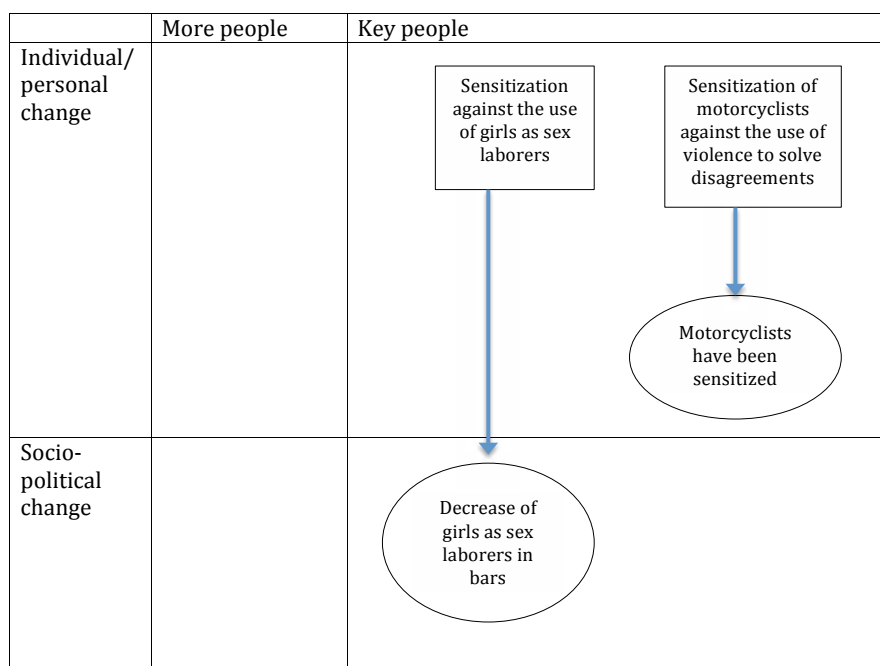 More people
Key people
Individual/
personal
change
Sensitization
against the use
of girls as sex
laborers
Sensitization of
motorcyclists
against the use of
violence to solve
disagreements
Motorcyclists
have been
sensitized
Socio-
political
change
Decrease of
girls as sex
laborers in
bars